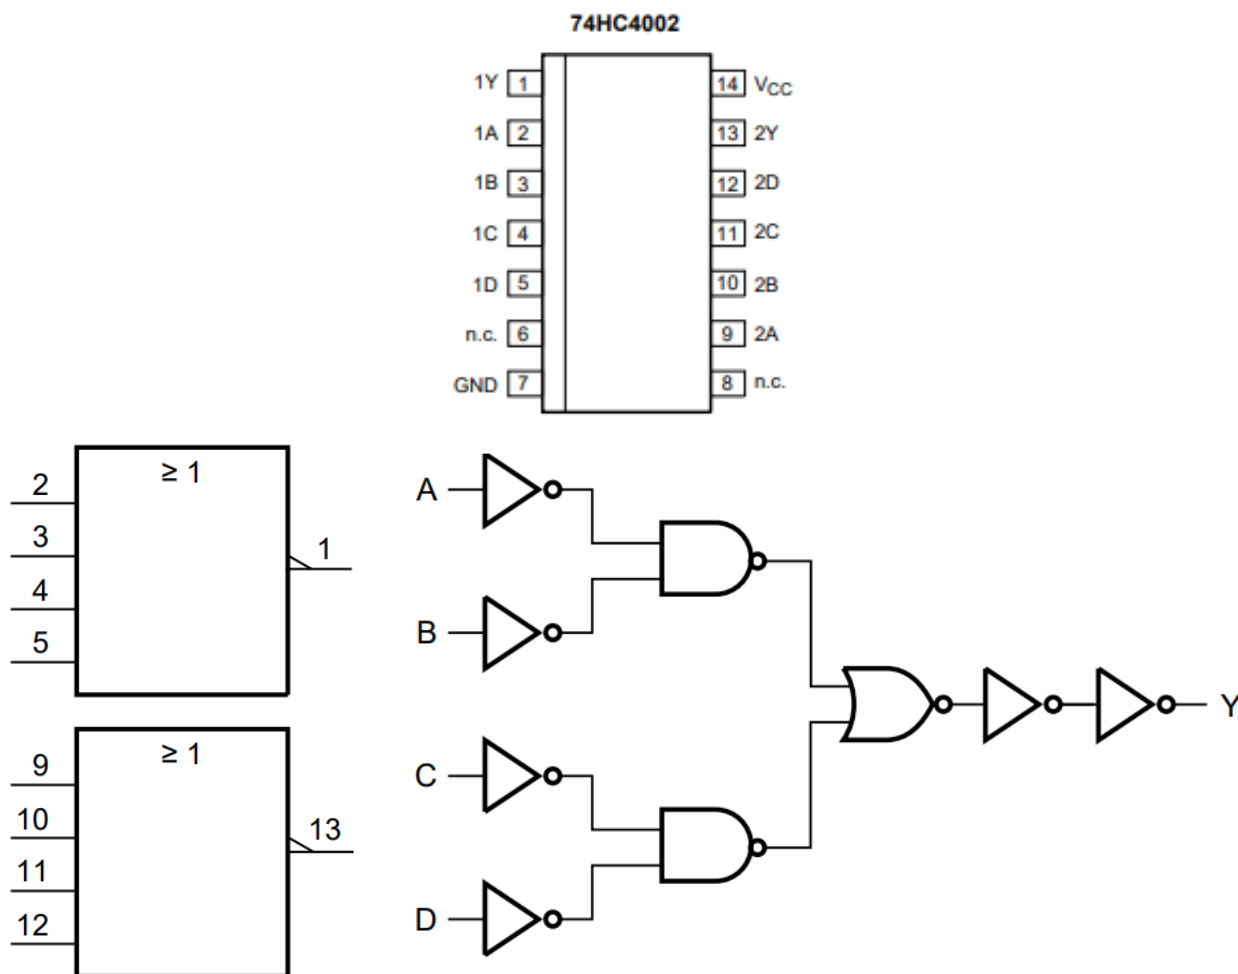 74HC4002
1Y 1 14 VCC
1A 2 13 2Y
1B 3 12 2D
1C 4 11 2C
1D 5 10 2B
n.c. 6 9 2A
GND 7 8 n.c.
≥ 1
2
3
4
5
1
≥ 1
9
10
11
12
13
A
B
C
D
Y